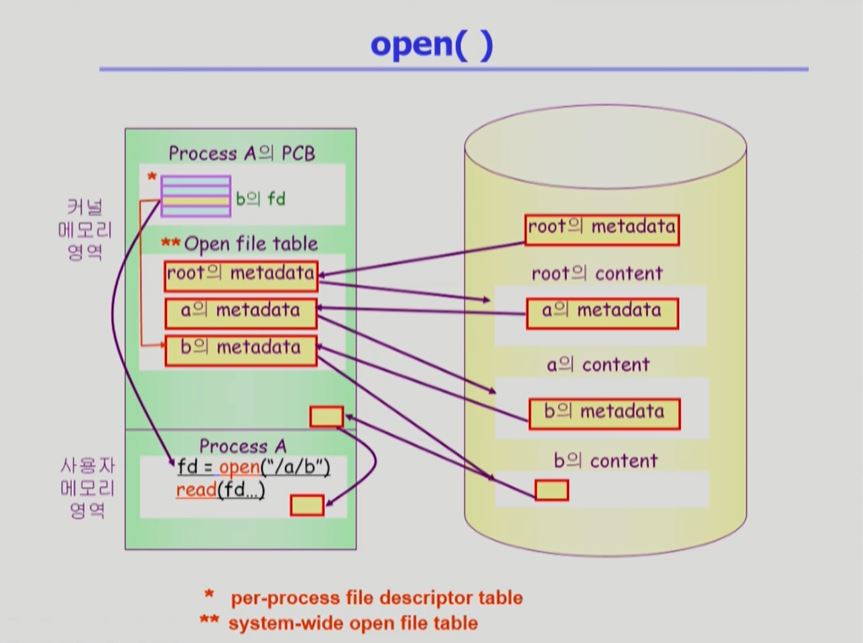 open( )
Process A의 PCB
*
b의 fd
커널
메모리
영역
** Open file table
root의 metadata
a의 metadata
b의 metadata
사용자
메모리
영역
Process A
fd = open("/a/b")
read(fd...)
root의 metadata
root의 content
a의 metadata
a의 content
b의 metadata
b의 content
* per-process file descriptor table
** system-wide open file table